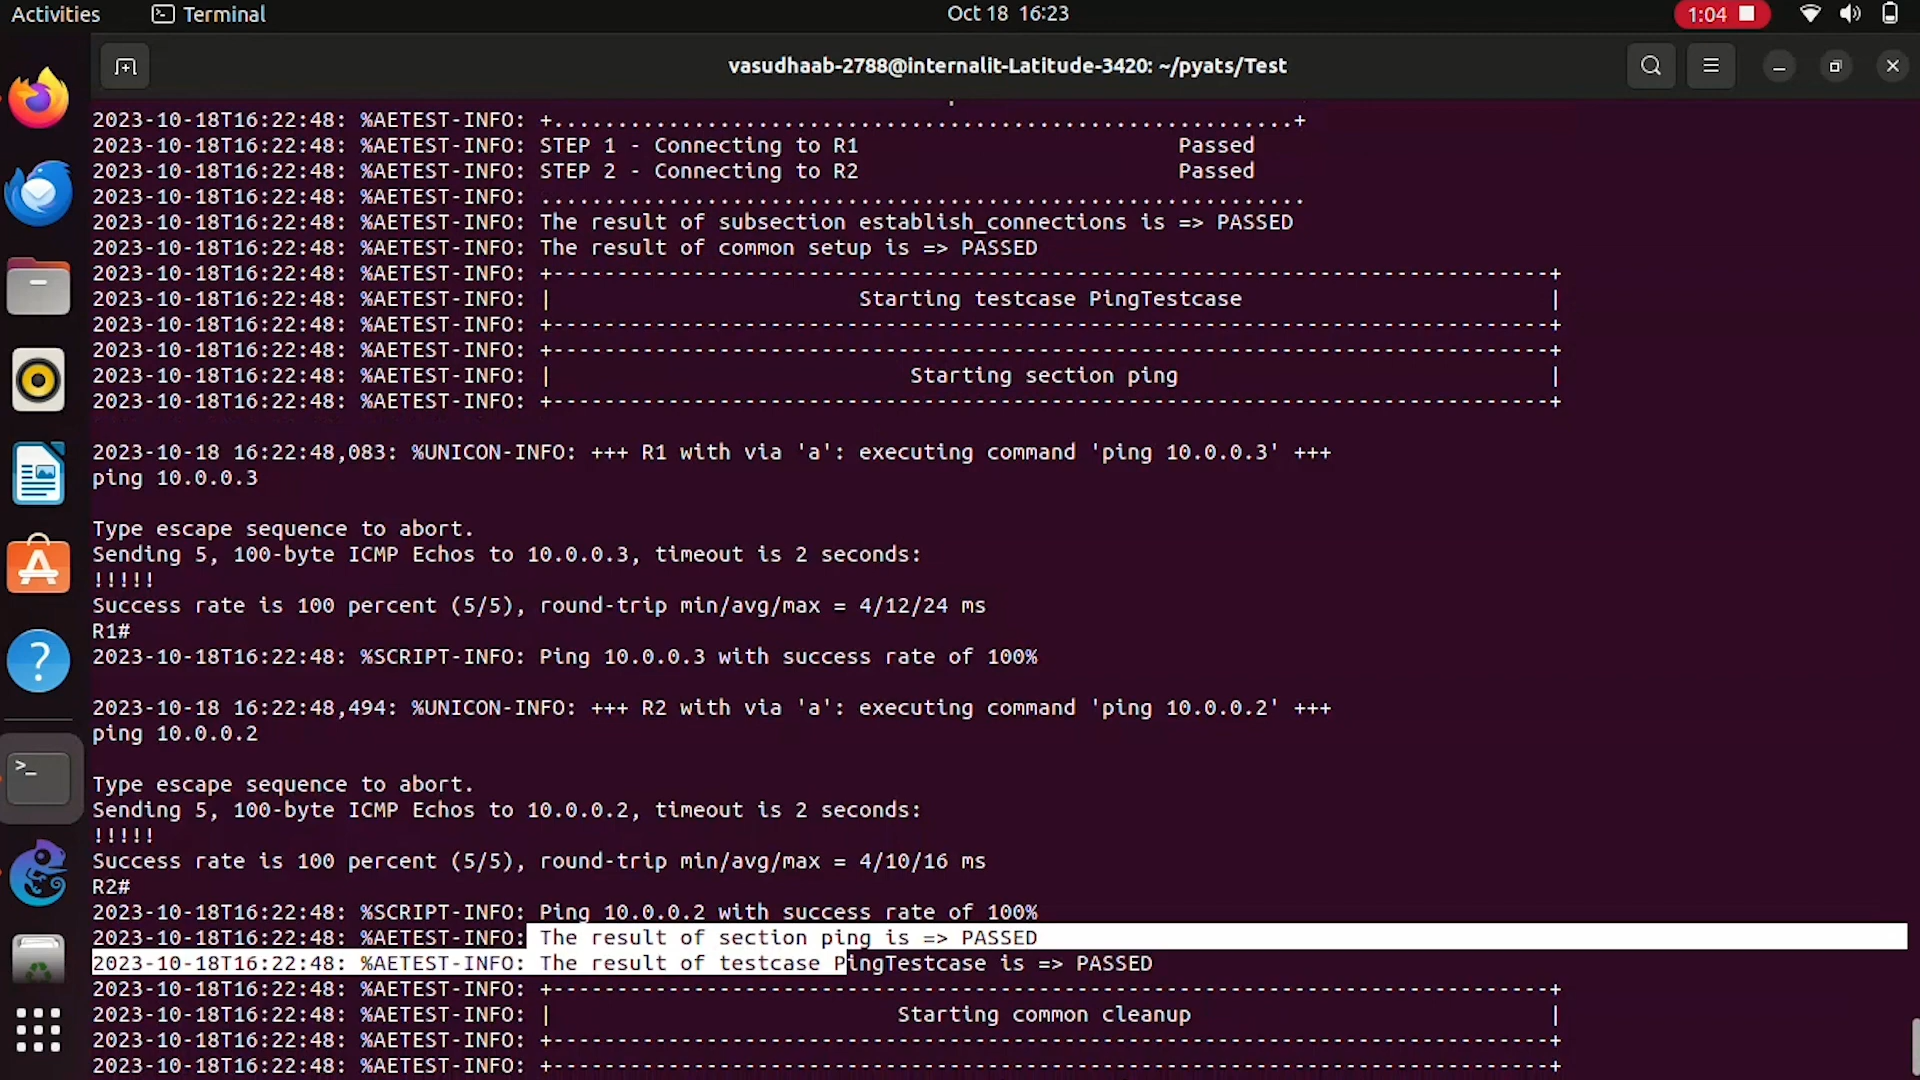 Activities Terminal Oct 18 16:23 1:04
vasudhaab-2788@internalit-Latitude-3420: ~/pyats/Test
2023-10-18T16:22:48: %AETEST-INFO: +...........................................................+
2023-10-18T16:22:48: %AETEST-INFO: STEP 1 - Connecting to R1                         Passed
2023-10-18T16:22:48: %AETEST-INFO: STEP 2 - Connecting to R2                         Passed
2023-10-18T16:22:48: %AETEST-INFO: ............................................................
2023-10-18T16:22:48: %AETEST-INFO: The result of subsection establish_connections is => PASSED
2023-10-18T16:22:48: %AETEST-INFO: The result of common setup is => PASSED
2023-10-18T16:22:48: %AETEST-INFO: +------------------------------------------------------------------------------+
2023-10-18T16:22:48: %AETEST-INFO: |                        Starting testcase PingTestcase                        |
2023-10-18T16:22:48: %AETEST-INFO: +------------------------------------------------------------------------------+
2023-10-18T16:22:48: %AETEST-INFO: +------------------------------------------------------------------------------+
2023-10-18T16:22:48: %AETEST-INFO: |                            Starting section ping                             |
2023-10-18T16:22:48: %AETEST-INFO: +------------------------------------------------------------------------------+
2023-10-18 16:22:48,083: %UNICON-INFO: +++ R1 with via 'a': executing command 'ping 10.0.0.3' +++
ping 10.0.0.3
Type escape sequence to abort.
Sending 5, 100-byte ICMP Echos to 10.0.0.3, timeout is 2 seconds:
!!!!!
Success rate is 100 percent (5/5), round-trip min/avg/max = 4/12/24 ms
R1#
2023-10-18T16:22:48: %SCRIPT-INFO: Ping 10.0.0.3 with success rate of 100%
2023-10-18 16:22:48,494: %UNICON-INFO: +++ R2 with via 'a': executing command 'ping 10.0.0.2' +++
ping 10.0.0.2
Type escape sequence to abort.
Sending 5, 100-byte ICMP Echos to 10.0.0.2, timeout is 2 seconds:
!!!!!
Success rate is 100 percent (5/5), round-trip min/avg/max = 4/10/16 ms
R2#
2023-10-18T16:22:48: %SCRIPT-INFO: Ping 10.0.0.2 with success rate of 100%
2023-10-18T16:22:48: %AETEST-INFO: The result of section ping is => PASSED
2023-10-18T16:22:48: %AETEST-INFO: The result of testcase PingTestcase is => PASSED
2023-10-18T16:22:48: %AETEST-INFO: +------------------------------------------------------------------------------+
2023-10-18T16:22:48: %AETEST-INFO: |                           Starting common cleanup                            |
2023-10-18T16:22:48: %AETEST-INFO: +------------------------------------------------------------------------------+
2023-10-18T16:22:48: %AETEST-INFO: +------------------------------------------------------------------------------+